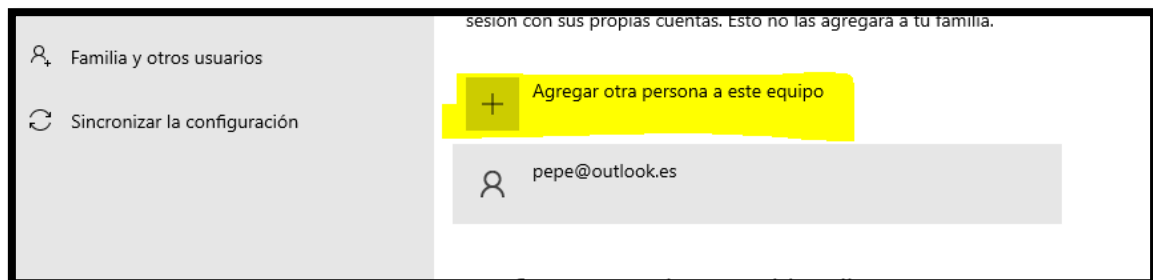 sesión con sus propias cuentas. Esto no las agregará a tu familia.
Familia y otros usuarios
Agregar otra persona a este equipo
Sincronizar la configuración
pepe@outlook.es